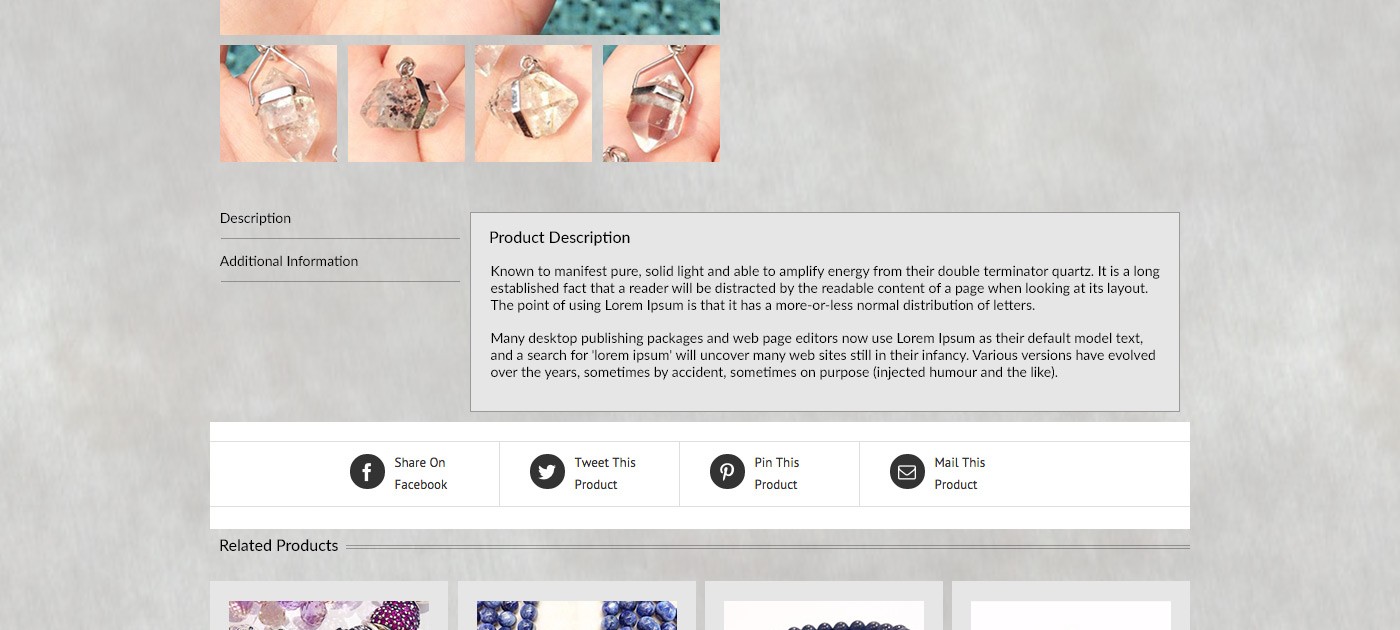 Description
Additional Information
Product Description
Known to manifest pure, solid light and able to amplify energy from their double terminator quartz. It is a long
established fact that a reader will be distracted by the readable content of a page when looking at its layout.
The point of using Lorem Ipsum is that it has a more-or-less normal distribution of letters.
Many desktop publishing packages and web page editors now use Lorem Ipsum as their default model text,
and a search for 'lorem ipsum' will uncover many web sites still in their infancy. Various versions have evolved
over the years, sometimes by accident, sometimes on purpose (injected humour and the like).
Share On
Facebook
Tweet This
Product
Pin This
Product
Mail This
Product
Related Products